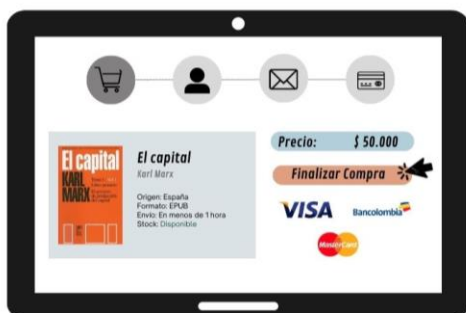 El capital
KARL
MARX
El capital
Karl Marx
Origen: España
Formato: EPUB
Envío: En menos de 1 hora
Stock: Disponible
Precio: $ 50.000
Finalizar Compra
VISA
Bancolombia
MasterCard